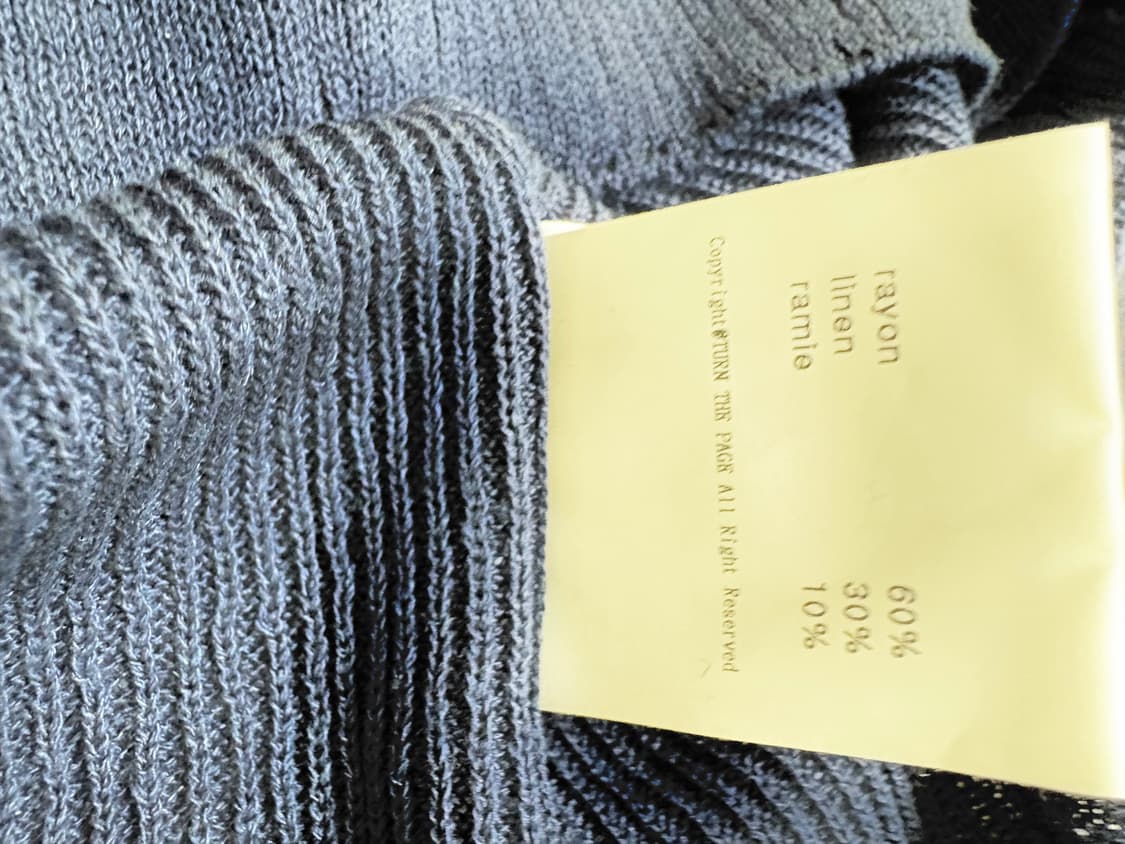 rayon 60%
linen 30%
ramie 10%
Copyright@TURN THE PAGE All Right Reserved